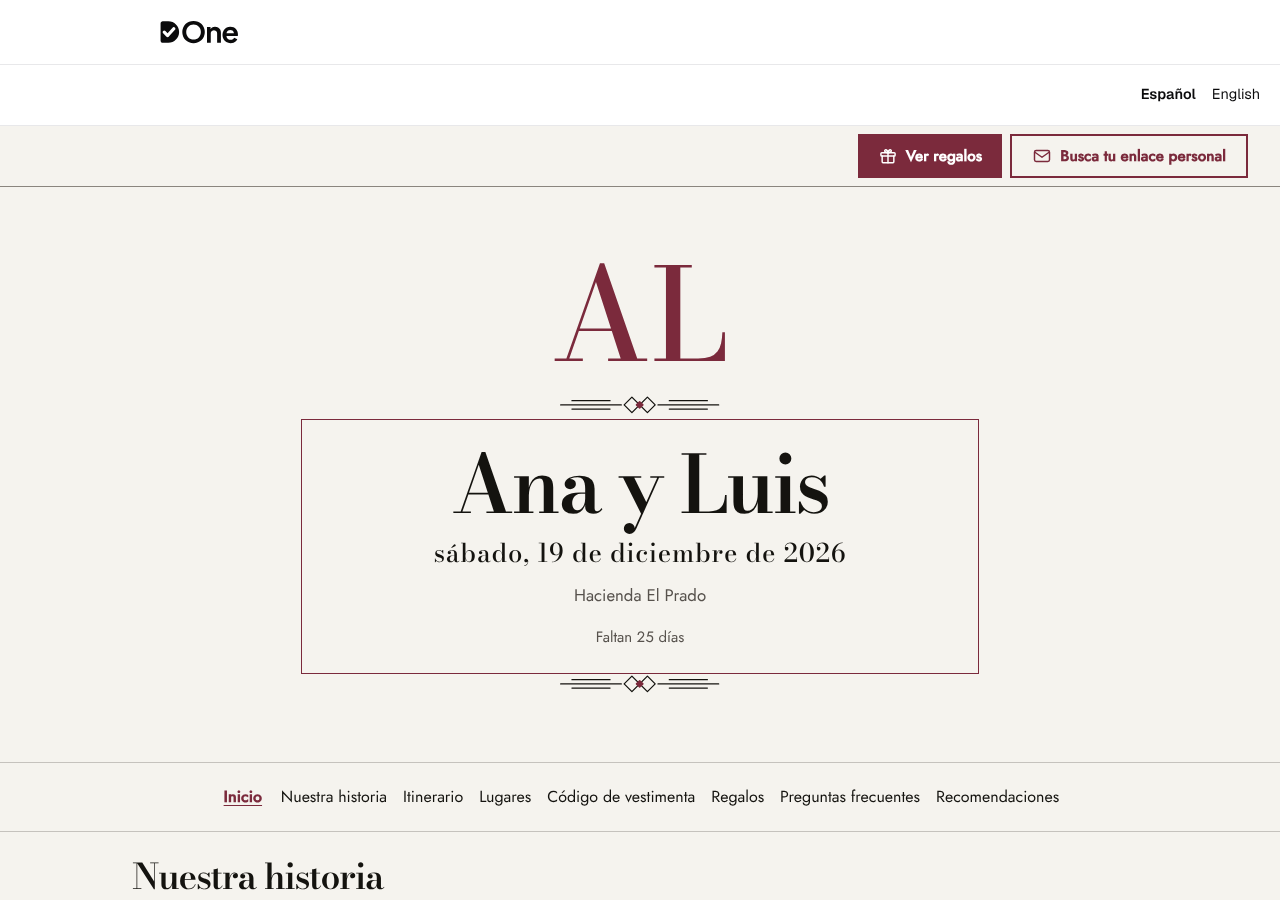 One
Español English
Ver regalos Busca tu enlace personal
AL
Ana y Luis
sábado, 19 de diciembre de 2026
Hacienda El Prado
Faltan 25 días
Inicio Nuestra historia Itinerario Lugares Código de vestimenta Regalos Preguntas frecuentes Recomendaciones
Nuestra historia